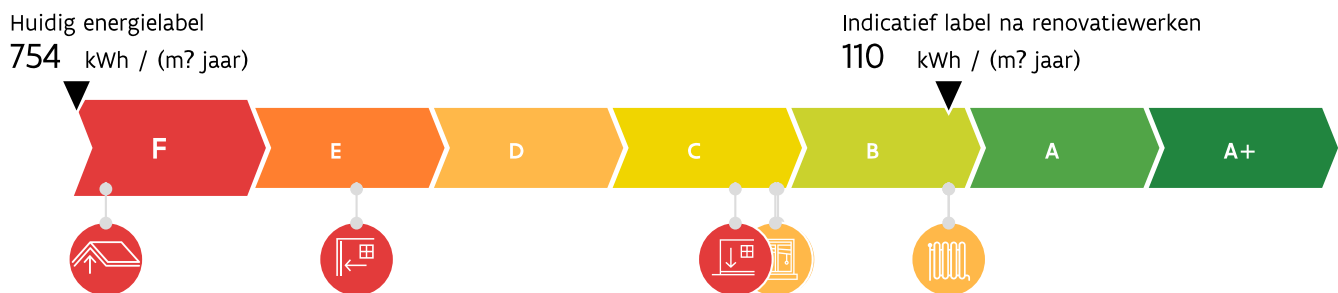 Huidig energielabel
754 kWh / (m? jaar)
Indicatief label na renovatiewerken
110 kWh / (m? jaar)
F E D C B A A+